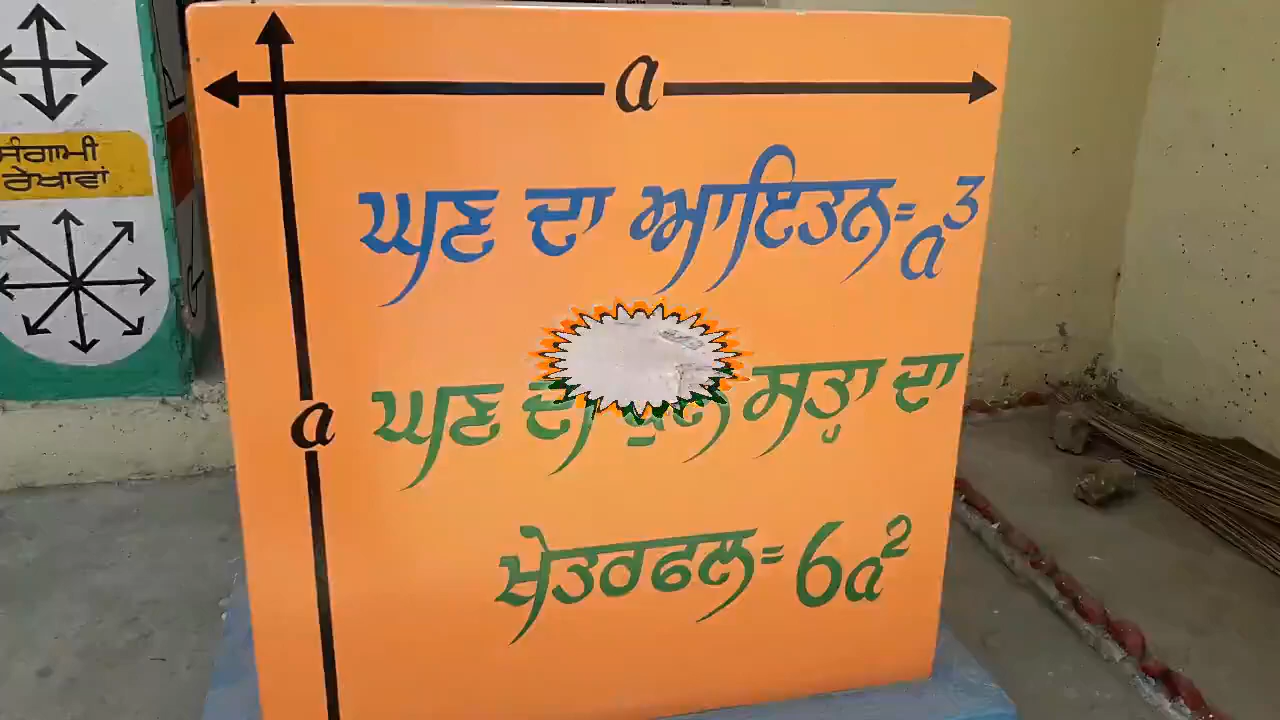 a
ਘਣ ਦਾ ਆਇਤਨ = a³
ਘਣ ਦਾ ਕੁਲ ਸਤ੍ਹਾ ਦਾ
a
ਖੇਤਰਫਲ = 6a²
ਸੰਗਾਮੀ
ਰੇਖਾਵਾਂ